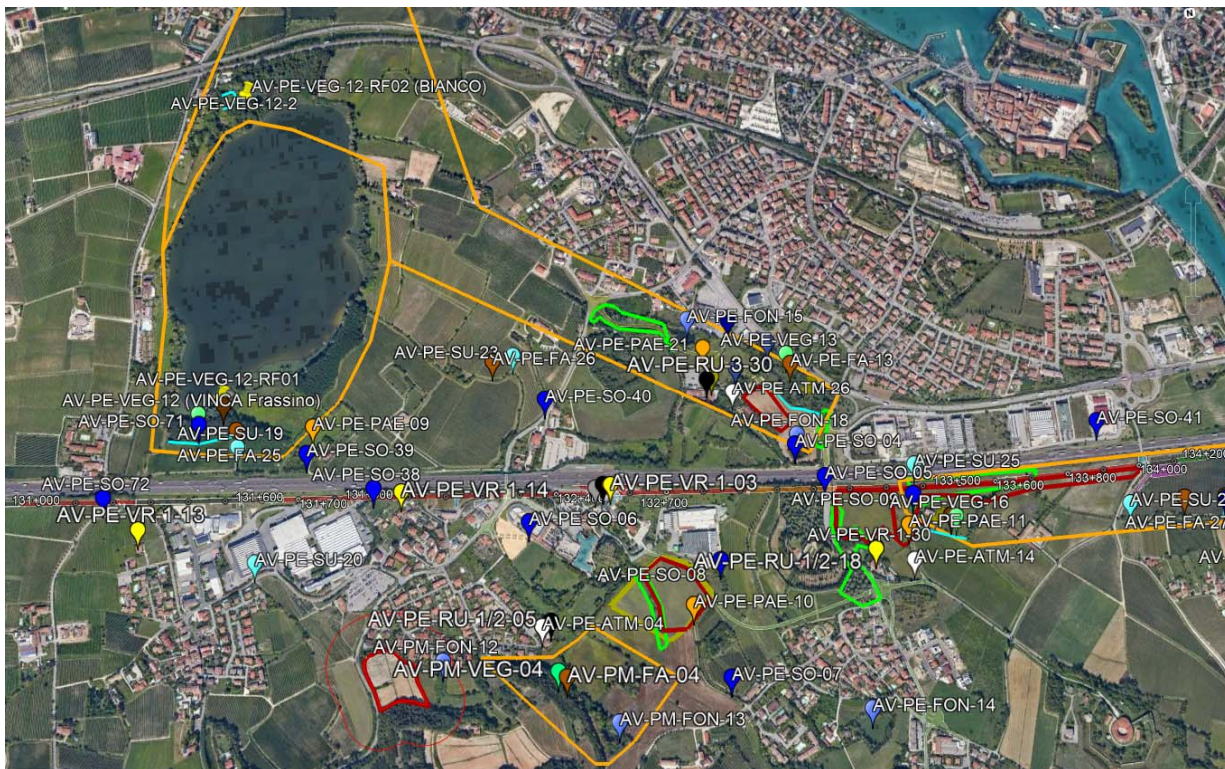 N
AV-PE-VEG-12-RF02 (BIANCO)
AV-PE-VEG-12-2
AV-PE-FON-15
AV-PE-PAE-21
AV-PE-VEG-13
AV-PE-SU-23
AV-PE-FA-26
AV-PE-FA-13
AV-PE-RU-3-30
AV-PE-VEG-12-RF01
AV-PE-ATM-26
AV-PE-VEG-12 (VINCA Frassino)
AV-PE-SO-40
AV-PE-SO-71
AV-PE-PAE-09
AV-PE-FON-18
AV-PE-SO-41
AV-PE-SU-19
AV-PE-SO-04
AV-PE-FA-25
AV-PE-SO-39
AV-PE-SU-25
134+200
134+000
AV-PE-SO-38
AV-PE-SO-05
133+500
133+600
133+800
AV-PE-SO-72
131+000
131+600
131+700
AV-PE-VR-1-14
AV-PE-VR-1-03
132+700
AV-PE-SO-09
AV-PE-VEG-16
AV-PE-VR-1-13
AV-PE-SO-06
AV-PE-PAE-11
AV-PE-VR-1-30
AV-PE-SU-20
AV-PE-RU-1/2-18
AV-PE-ATM-14
AV-PE-SO-08
AV-PE-PAE-10
AV-PE-RU-1/2-05
AV-PE-ATM-04
AV-PM-FON-12
AV-PM-VEG-04
AV-PM-FA-04
AV-PE-SO-07
AV-PE-FON-14
AV-PM-FON-13